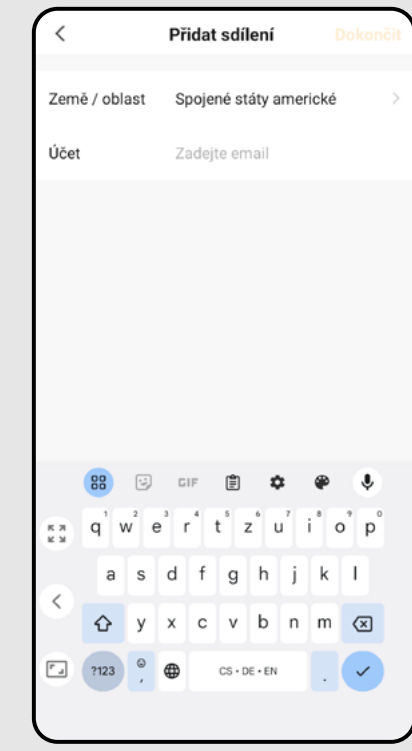 Přidat sdílení Dokončit
Země / oblast Spojené státy americké
Účet Zadejte email
GIF
1 2 3 4 5 6 7 8 9 0
q w e r t z u i o p
a s d f g h j k l
y x c v b n m
?123 , CS • DE • EN .